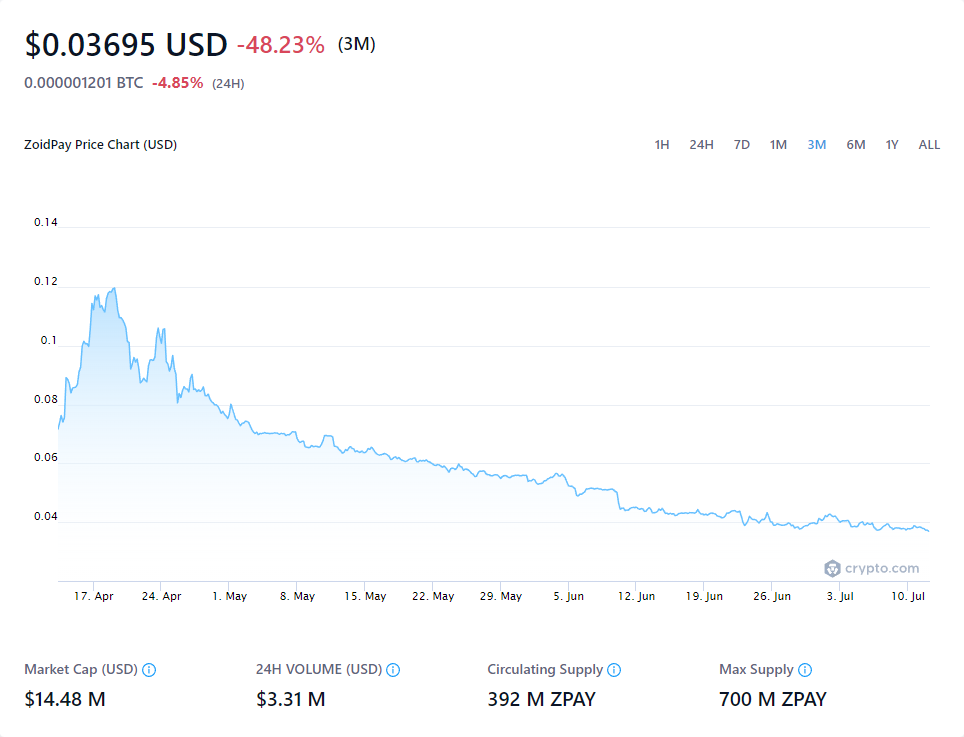 $0.03695 USD -48.23% (3M)
0.000001201 BTC -4.85% (24H)
ZoidPay Price Chart (USD) 1H 24H 7D 1M 3M 6M 1Y ALL
0.14
0.12
0.1
0.08
0.06
0.04
crypto.com
17. Apr 24. Apr 1. May 8. May 15. May 22. May 29. May 5. Jun 12. Jun 19. Jun 26. Jun 3. Jul 10. Jul
Market Cap (USD) 24H VOLUME (USD) Circulating Supply Max Supply
$14.48 M $3.31 M 392 M ZPAY 700 M ZPAY